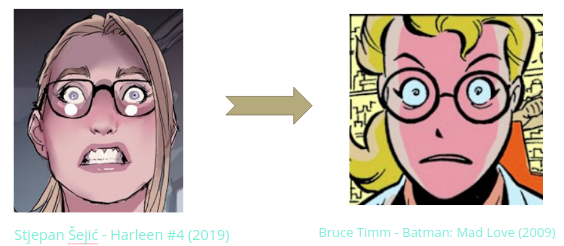 Stjepan Šejić - Harleen #4 (2019)
Bruce Timm - Batman: Mad Love (2009)